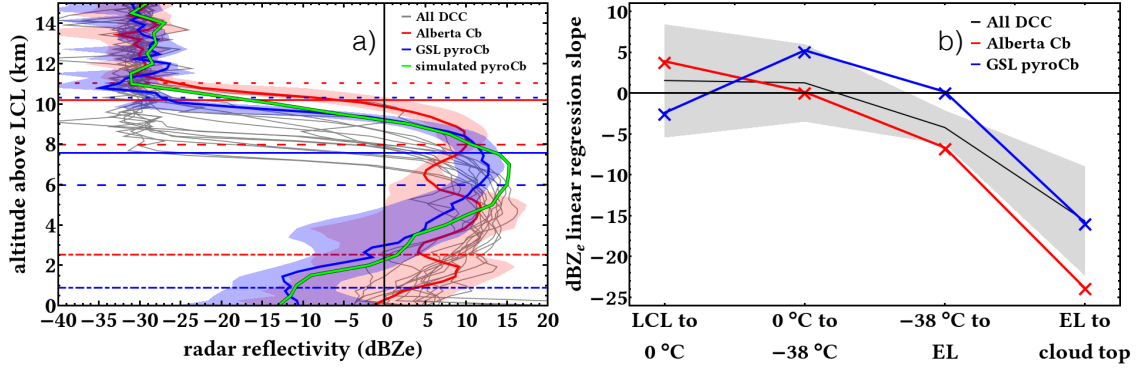 14
12
10
8
6
4
2
0
altitude above LCL (km)
−40 −35 −30 −25 −20 −15 −10 −5 0 5 10 15 20
radar reflectivity (dBZe)
a)
All DCC
Alberta Cb
GSL pyroCb
simulated pyroCb
10
5
0
−5
−10
−15
−20
−25
dBZe linear regression slope
b)
All DCC
Alberta Cb
GSL pyroCb
LCL to 0 °C to −38 °C to EL to
0 °C −38 °C EL cloud top